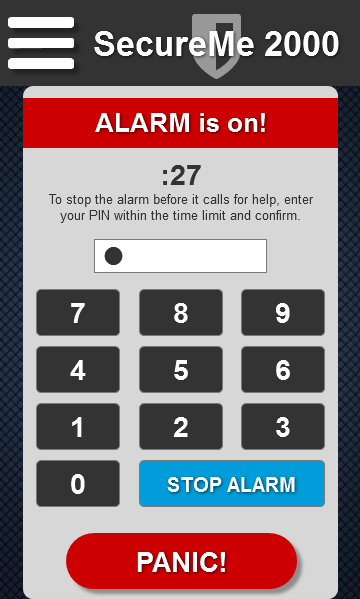 SecureMe 2000
ALARM is on!
:27
To stop the alarm before it calls for help, enter
your PIN within the time limit and confirm.
7 8 9
4 5 6
1 2 3
0 STOP ALARM
PANIC!